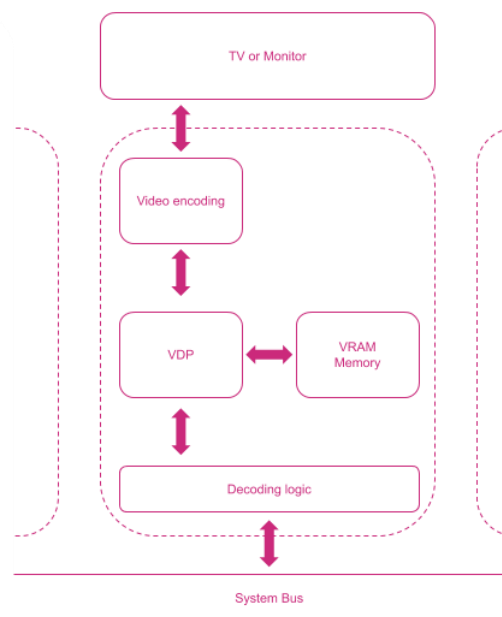 TV or Monitor
Video encoding
VDP
VRAM
Memory
Decoding logic
System Bus